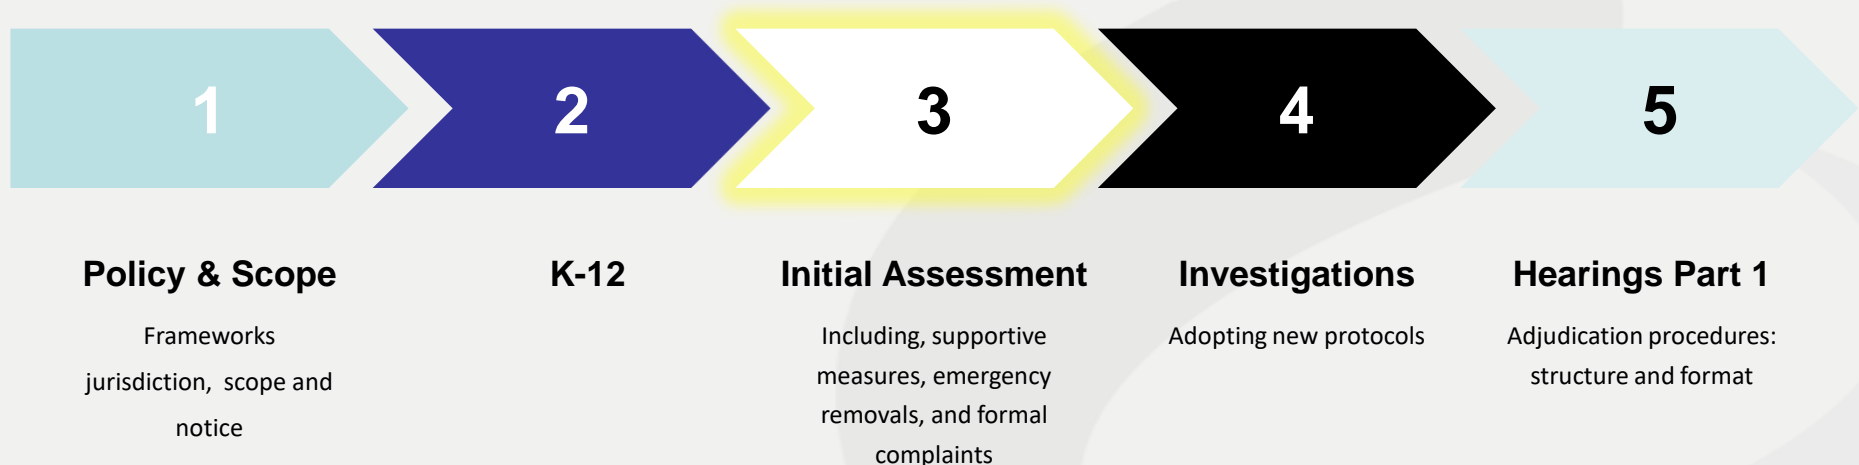 1
2
3
4
5
Policy & Scope
Frameworks
jurisdiction, scope and
notice
K-12
Initial Assessment
Including, supportive
measures, emergency
removals, and formal
complaints
Investigations
Adopting new protocols
Hearings Part 1
Adjudication procedures:
structure and format